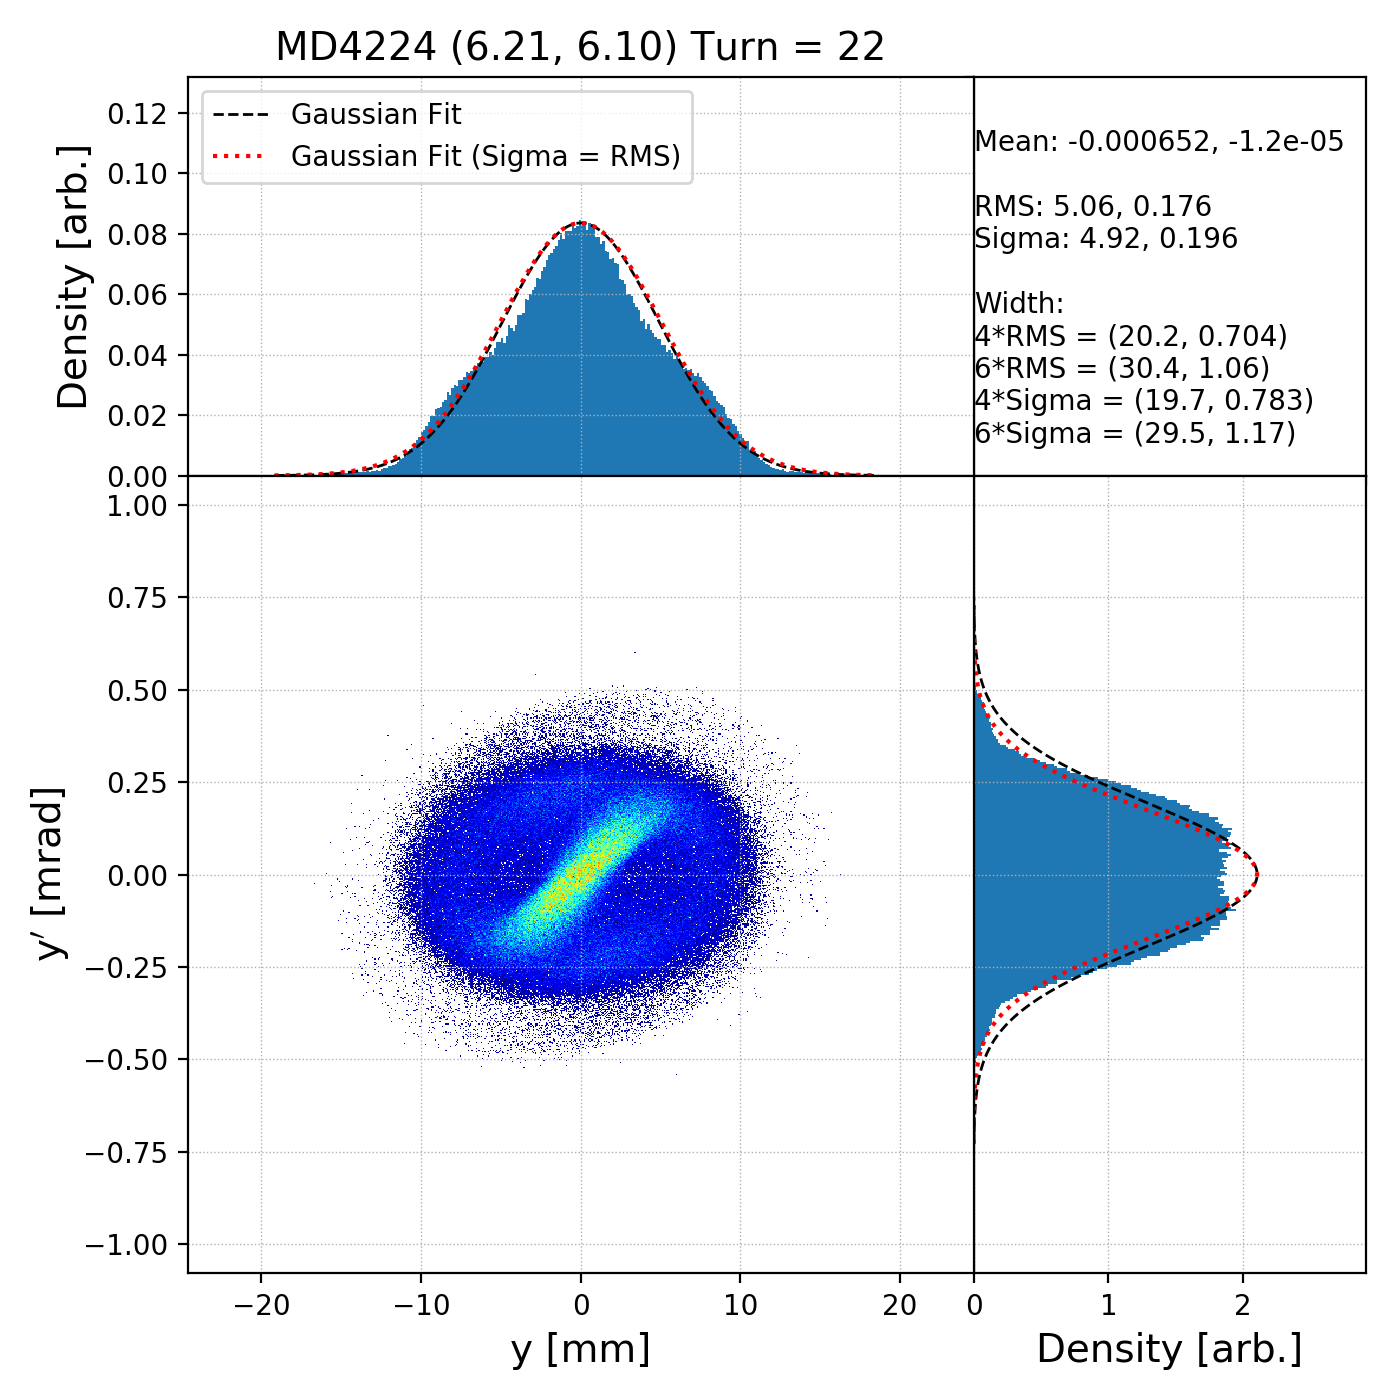 MD4224 (6.21, 6.10) Turn = 22
Gaussian Fit
Gaussian Fit (Sigma = RMS)
Density [arb.]
0.12
0.10
0.08
0.06
0.04
0.02
0.00
Mean: -0.000652, -1.2e-05
RMS: 5.06, 0.176
Sigma: 4.92, 0.196
Width:
4*RMS = (20.2, 0.704)
6*RMS = (30.4, 1.06)
4*Sigma = (19.7, 0.783)
6*Sigma = (29.5, 1.17)
y’ [mrad]
1.00
0.75
0.50
0.25
0.00
−0.25
−0.50
−0.75
−1.00
−20 −10 0 10 20
y [mm]
0 1 2
Density [arb.]